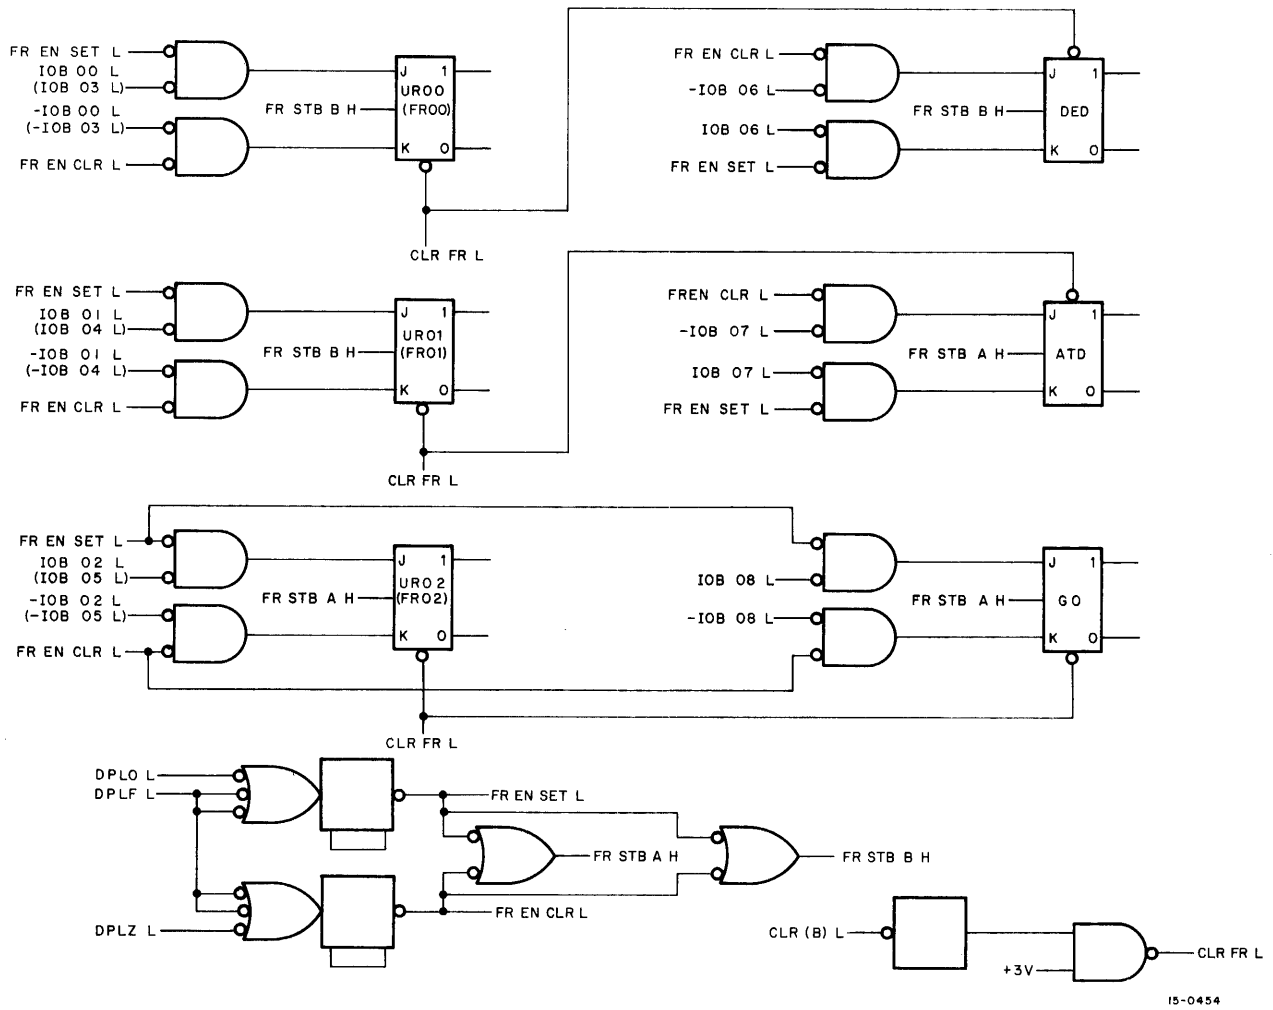 FR EN SET L
IOB 00 L
(IOB 03 L)
-IOB 00 L
(-IOB 03 L)
FR EN CLR L
FR STB B H
J 1
UR00
(FR00)
K 0
CLR FR L
FR EN CLR L
-IOB 06 L
IOB 06 L
FR EN SET L
FR STB B H
J 1
DED
K 0
FR EN SET L
IOB 01 L
(IOB 04 L)
-IOB 01 L
(-IOB 04 L)
FR EN CLR L
FR STB B H
J 1
UR01
(FR01)
K 0
CLR FR L
FREN CLR L
-IOB 07 L
IOB 07 L
FR EN SET L
FR STB A H
J 1
ATD
K 0
FR EN SET L
IOB 02 L
(IOB 05 L)
-IOB 02 L
(-IOB 05 L)
FR EN CLR L
FR STB A H
J 1
UR02
(FR02)
K 0
CLR FR L
IOB 08 L
-IOB 08 L
FR STB A H
J 1
GO
K 0
DPLO L
DPLF L
DPLZ L
FR EN SET L
FR STB A H
FR STB B H
FR EN CLR L
CLR (B) L
+3V
CLR FR L
15-0454